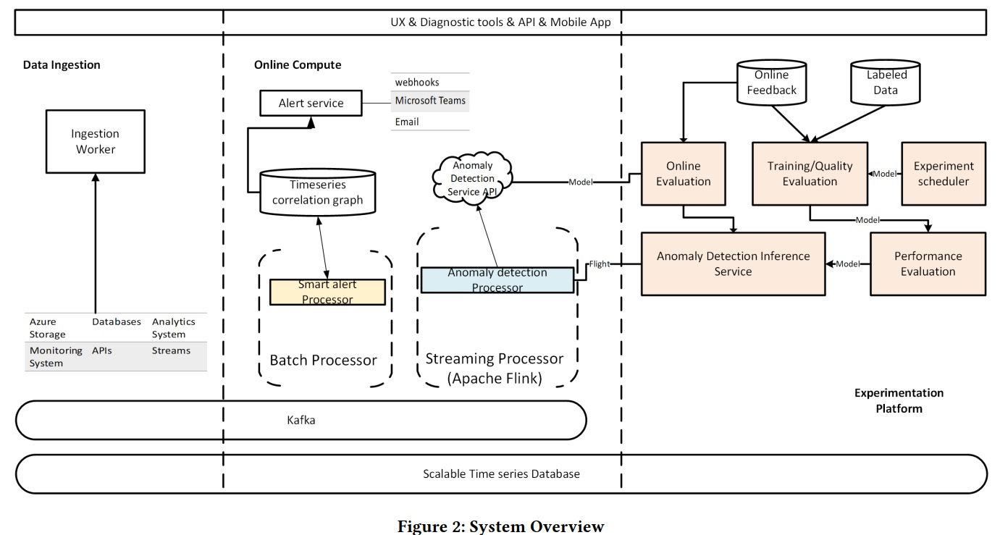 UX & Diagnostic tools & API & Mobile App
Data Ingestion
Ingestion
Worker
Azure
Storage
Databases
Analytics
System
Monitoring
System
APIs
Streams
Online Compute
Alert service
webhooks
Microsoft Teams
Email
Timeseries
correlation graph
Smart alert
Processor
Batch Processor
Anomaly
Detection
Service API
Anomaly detection
Processor
Streaming Processor
(Apache Flink)
Model
Flight
Online
Feedback
Labeled
Data
Online
Evaluation
Training/Quality
Evaluation
Model
Experiment
scheduler
Model
Anomaly Detection Inference
Service
Model
Performance
Evaluation
Experimentation
Platform
Kafka
Scalable Time series Database
Figure 2: System Overview